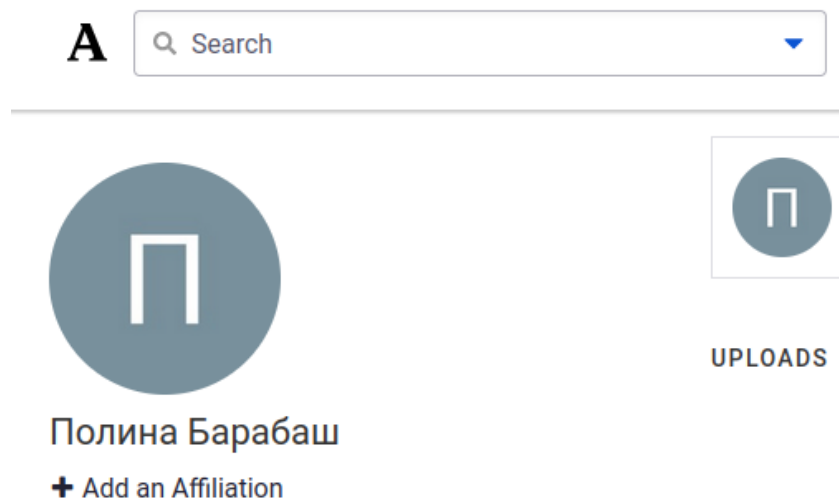 A
Search
П
П
UPLOADS
Полина Барабаш
Add an Affiliation